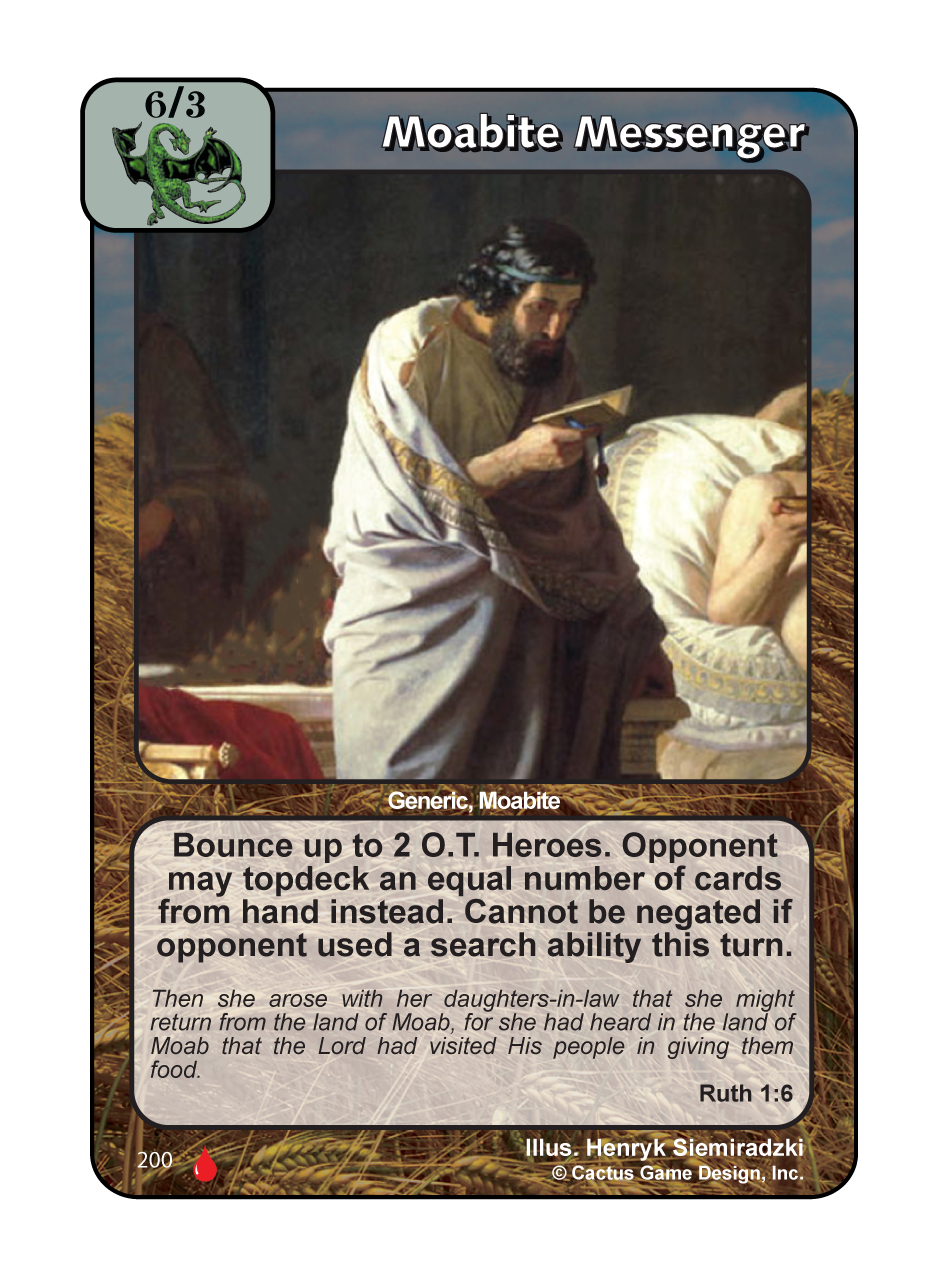 6/3
Moabite Messenger
Generic, Moabite
Bounce up to 2 O.T. Heroes. Opponent
may topdeck an equal number of cards
from hand instead. Cannot be negated if
opponent used a search ability this turn.
Then she arose with her daughters-in-law that she might
return from the land of Moab, for she had heard in the land of
Moab that the Lord had visited His people in giving them
food.
Ruth 1:6
200
Illus. Henryk Siemiradzki
© Cactus Game Design, Inc.